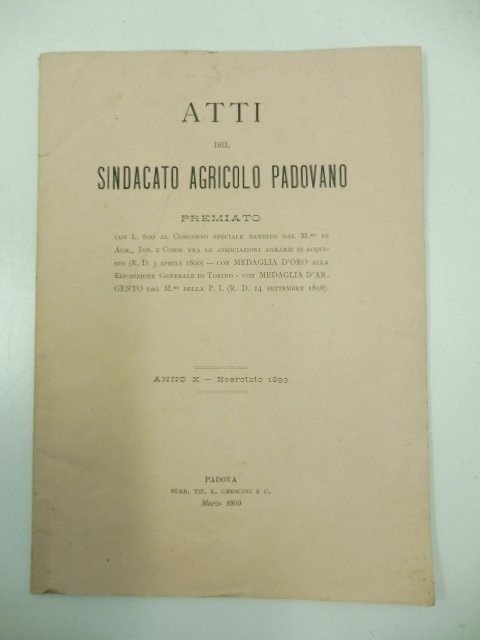 ATTI
DEL
SINDACATO AGRICOLO PADOVANO
PREMIATO
CON L. 600 AL CONCORSO SPECIALE BANDITO DAL M.RO DI
AGR., IND. E COMM. FRA LE ASSOCIAZIONI AGRARIE DI ACQUI-
STO (R. D. 3 APRILE 1890) — CON MEDAGLIA D'ORO ALLA
ESPOSIZIONE GENERALE DI TORINO - CON MEDAGLIA D'AR-
GENTO DAL M.RO DELLA P. I. (R. D. 14 SETTEMBRE 1898).
ANNO X — Esercizio 1899
PADOVA
STAB. TIP. L. CRESCINI E C.
Marzo 1900